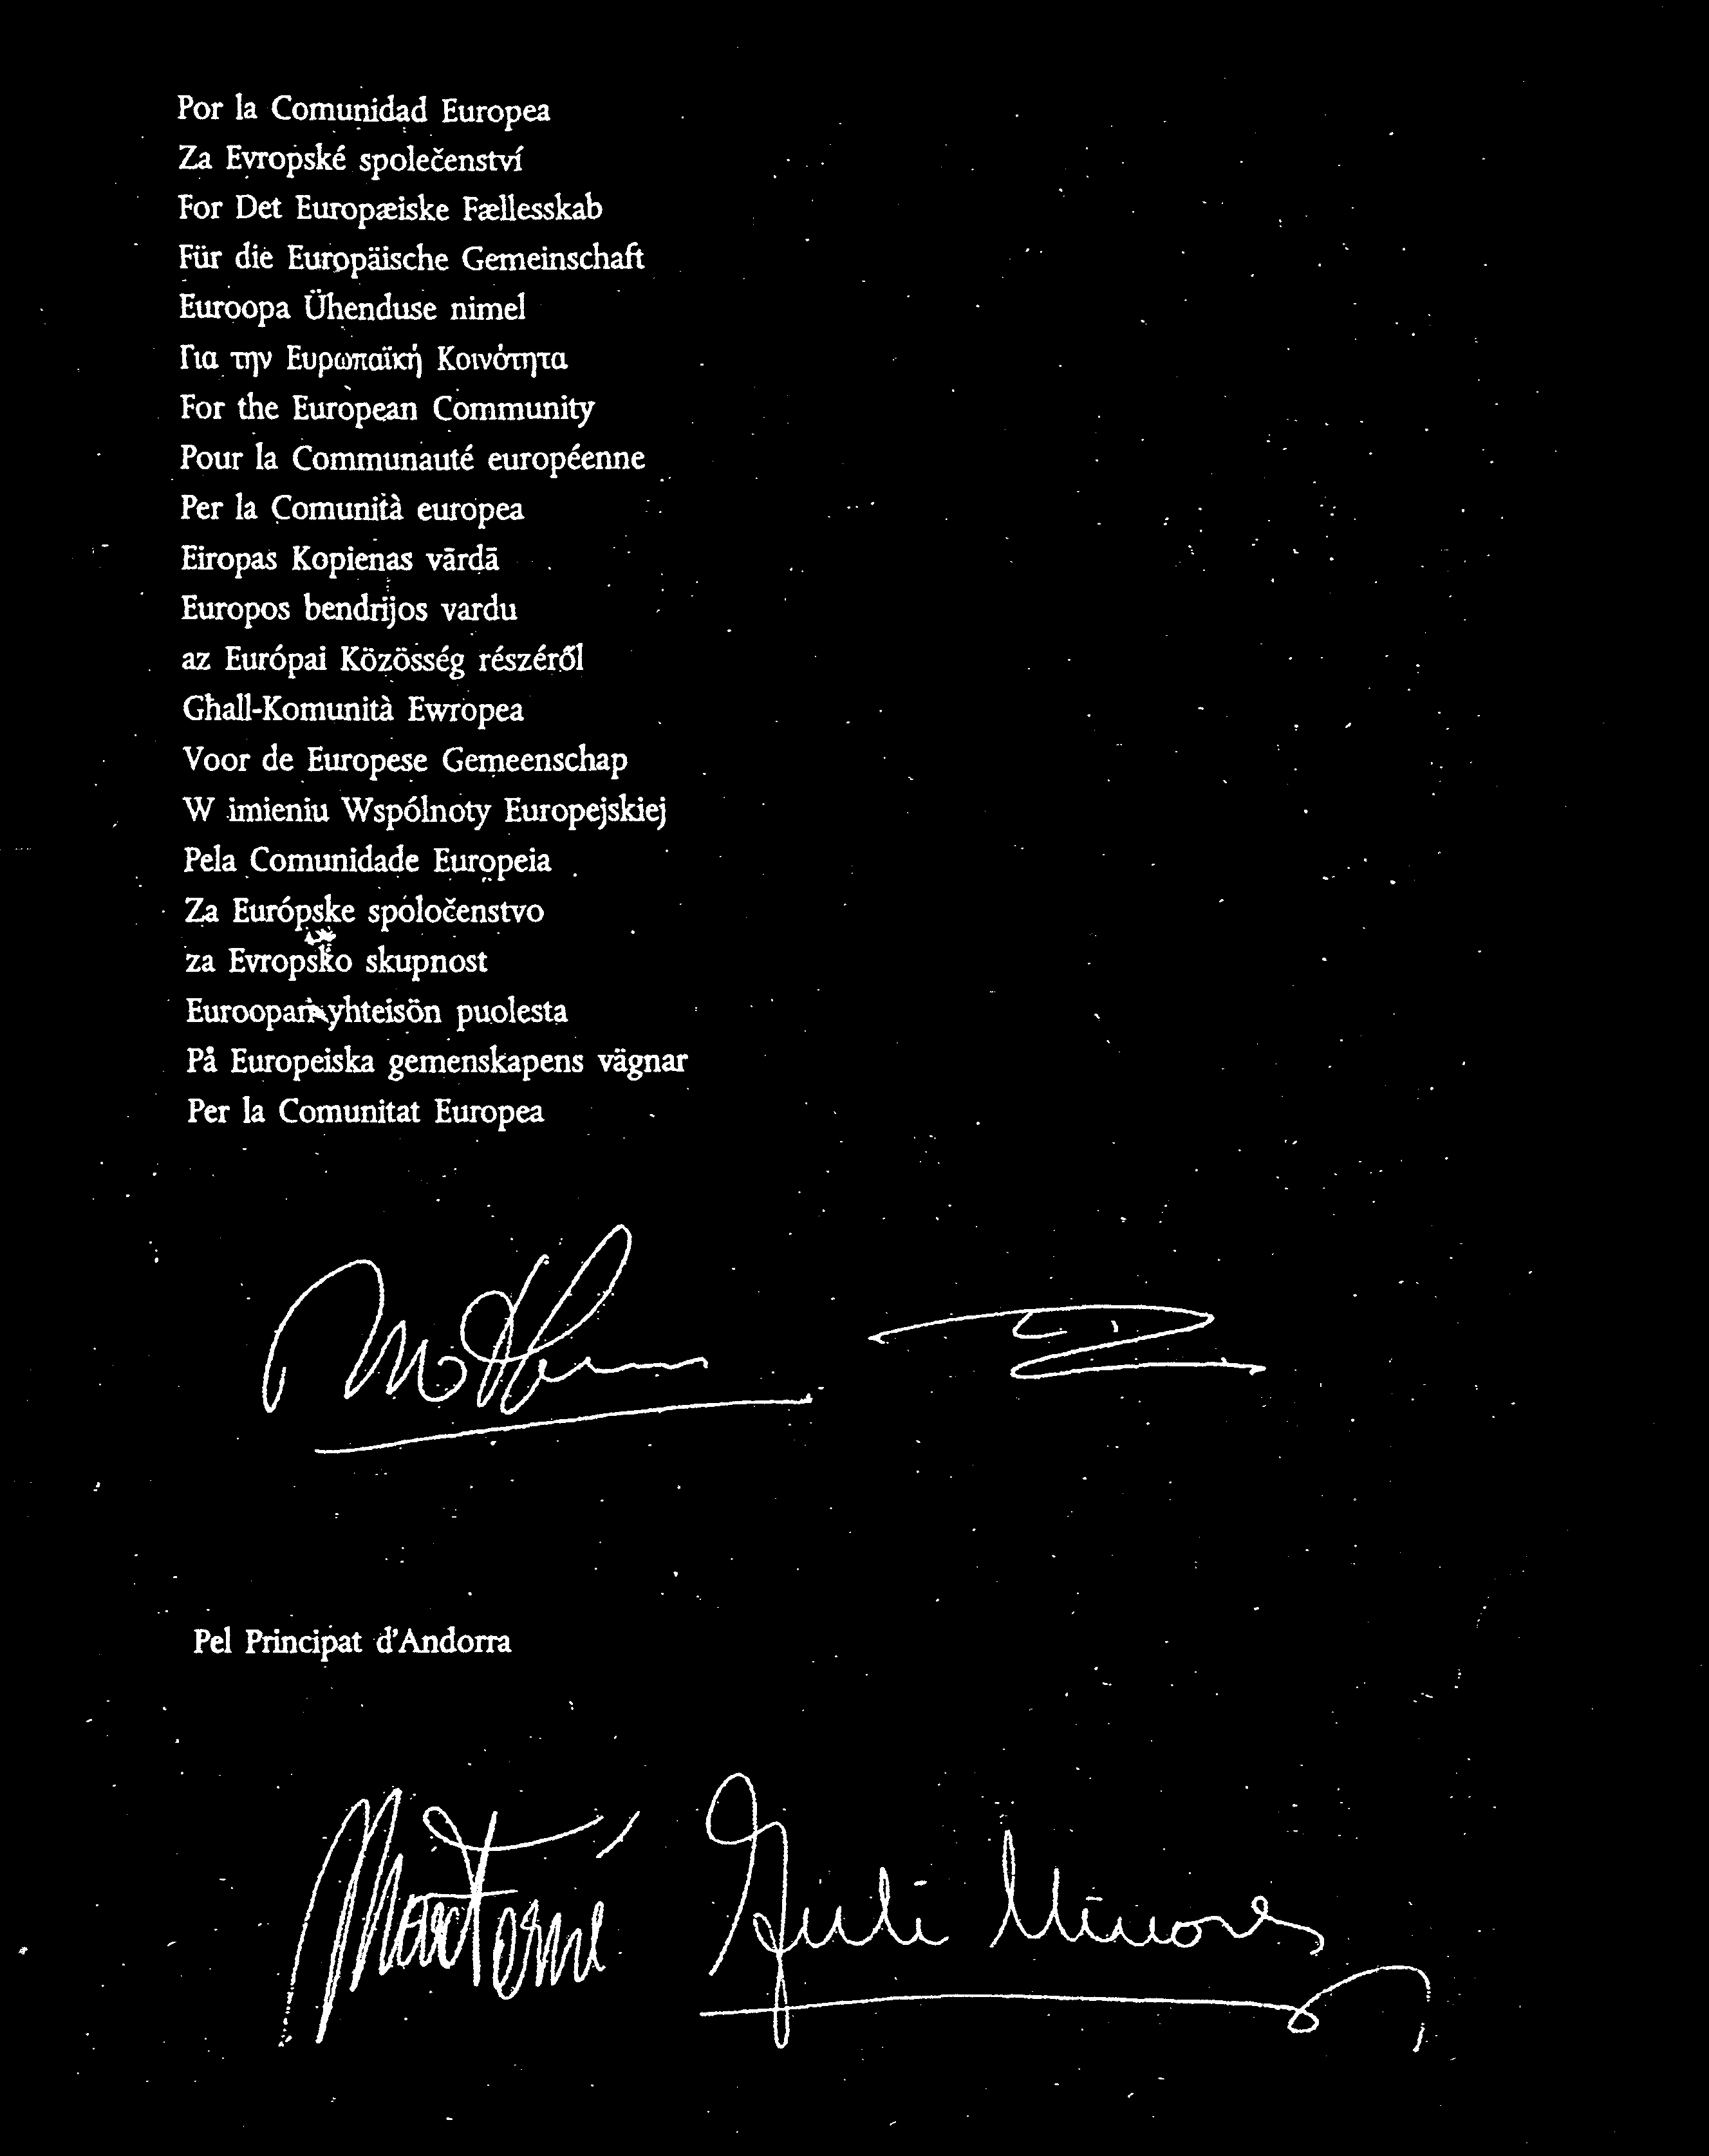 Por la Comunidad Europea
Za Evropské společenství
For Det Europæiske Fællesskab
Für die Europäische Gemeinschaft
Euroopa Ühenduse nimel
Για την Ευρωπαϊκή Κοινότητα
For the European Community
Pour la Communauté européenne
Per la Comunità europea
Eiropas Kopienas vārdā
Europos bendrijos vardu
az Európai Közösség részéről
Għall-Komunità Ewropea
Voor de Europese Gemeenschap
W imieniu Wspólnoty Europejskiej
Pela Comunidade Europeia
Za Európske spoločenstvo
za Evropsko skupnost
Euroopan yhteisön puolesta
På Europeiska gemenskapens vägnar
Per la Comunitat Europea
Pel Principat d'Andorra